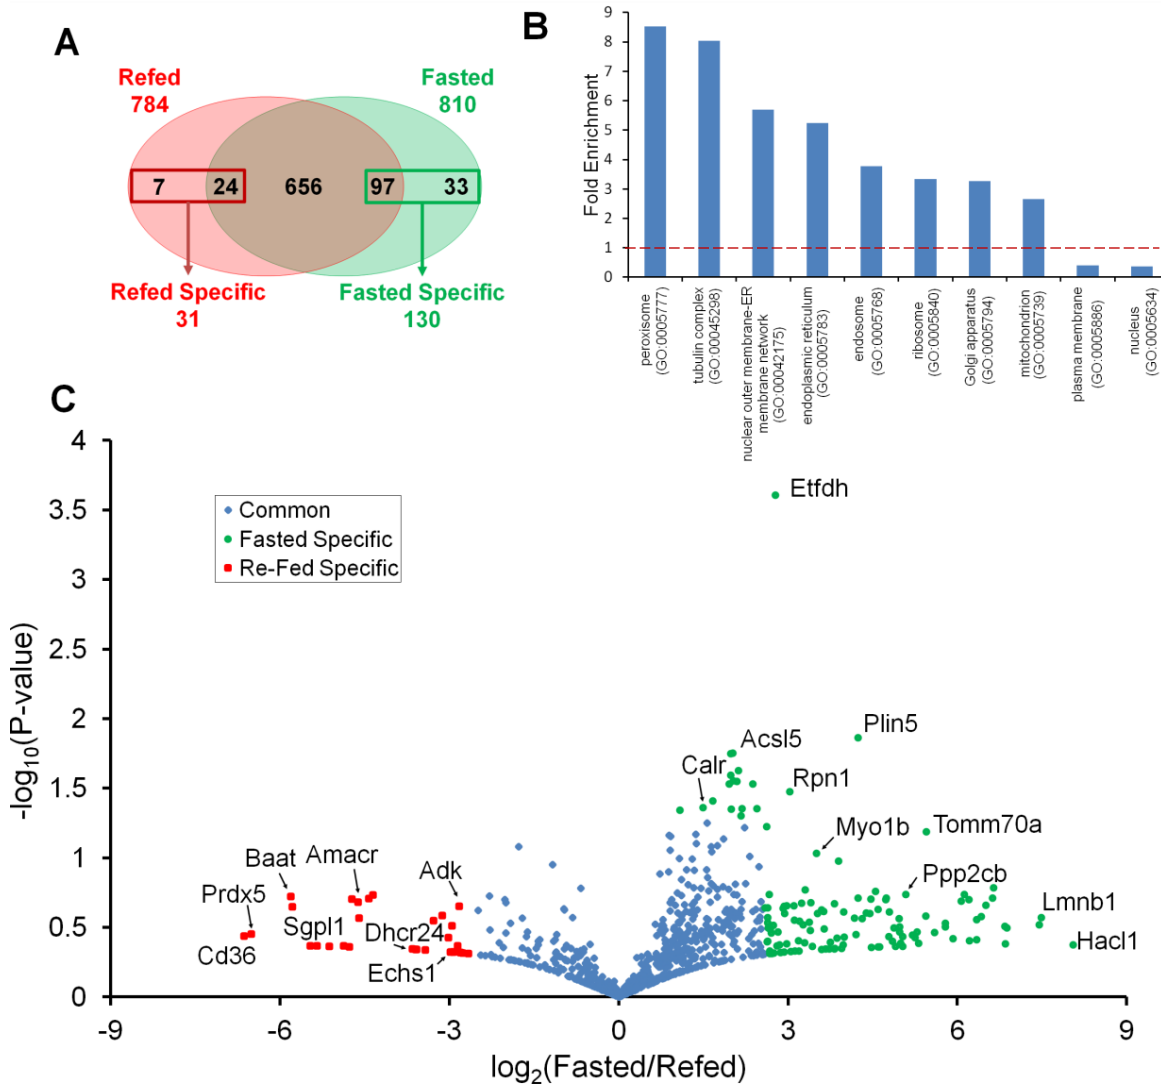 A
Refed
784
Fasted
810
7
24
656
97
33
Refed Specific
31
Fasted Specific
130
B
Fold Enrichment
9
8
7
6
5
4
3
2
1
0
peroxisome
(GO:0005777)
tubulin complex
(GO:00045298)
nuclear outer membrane-ER
membrane network
(GO:00042175)
endoplasmic reticulum
(GO:0005783)
endosome
(GO:0005768)
ribosome
(GO:0005840)
Golgi apparatus
(GO:0005794)
mitochondrion
(GO:0005739)
plasma membrane
(GO:0005886)
nucleus
(GO:0005634)
C
-log10(P-value)
4
3.5
3
2.5
2
1.5
1
0.5
0
Common
Fasted Specific
Re-Fed Specific
Etfdh
Plin5
Acsl5
Calr
Rpn1
Myo1b
Tomm70a
Ppp2cb
Lmnb1
Hacl1
Baat
Amacr
Adk
Prdx5
Sgpl1
Dhcr24
Cd36
Echs1
-9
-6
-3
0
3
6
9
log2(Fasted/Refed)